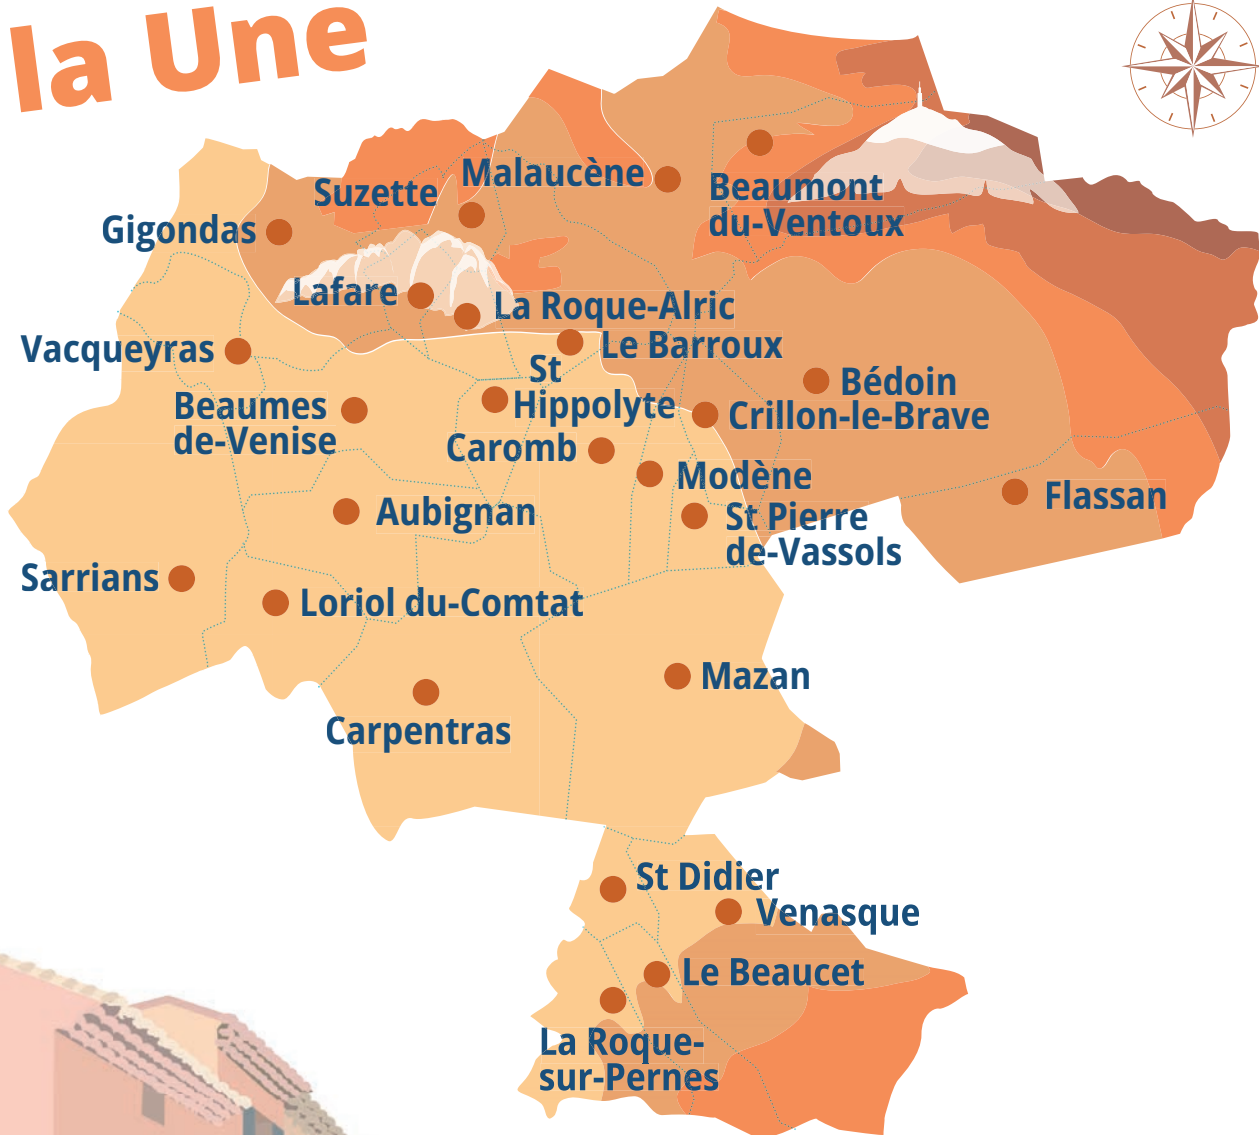 la Une
Malaucène
Suzette
Beaumont
du-Ventoux
Gigondas
Lafare
La Roque-Alric
Vacqueyras
Le Barroux
St
Hippolyte
Bédoin
Beaumes
de-Venise
Crillon-le-Brave
Caromb
Modène
Flassan
Aubignan
St Pierre
de-Vassols
Sarrians
Loriol du-Comtat
Mazan
Carpentras
St Didier
Venasque
Le Beaucet
La Roque-
sur-Pernes